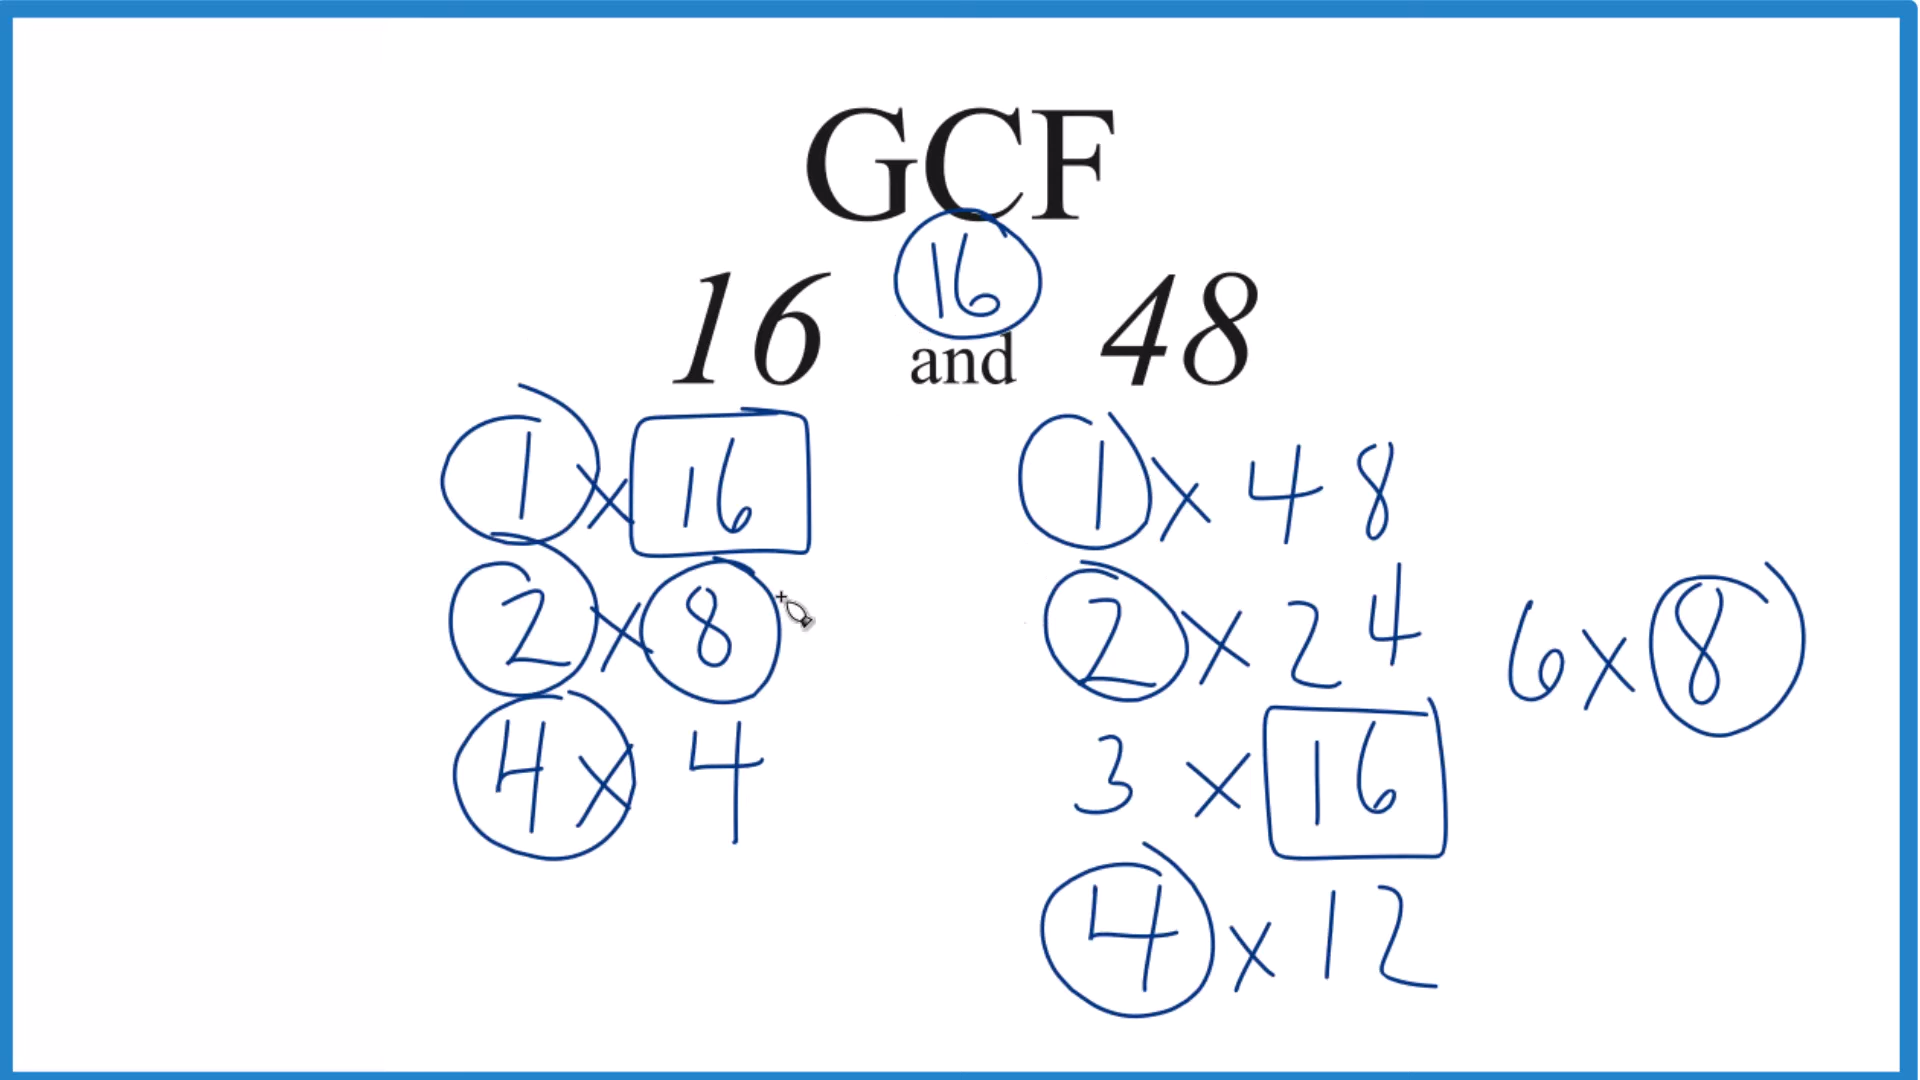 GCF
16
16 and 48
1 x 16
2 x 8
4 x 4
1 x 48
2 x 24
3 x 16
4 x 12
6 x 8